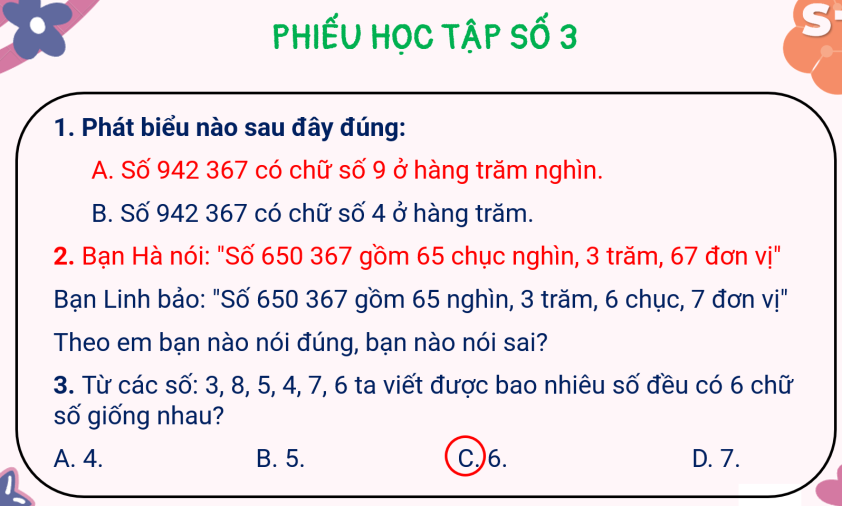 PHIẾU HỌC TẬP SỐ 3
S
1. Phát biểu nào sau đây đúng:
A. Số 942 367 có chữ số 9 ở hàng trăm nghìn.
B. Số 942 367 có chữ số 4 ở hàng trăm.
2. Bạn Hà nói: "Số 650 367 gồm 65 chục nghìn, 3 trăm, 67 đơn vị"
Bạn Linh bảo: "Số 650 367 gồm 65 nghìn, 3 trăm, 6 chục, 7 đơn vị"
Theo em bạn nào nói đúng, bạn nào nói sai?
3. Từ các số: 3, 8, 5, 4, 7, 6 ta viết được bao nhiêu số đều có 6 chữ
số giống nhau?
A. 4. B. 5. C. 6. D. 7.